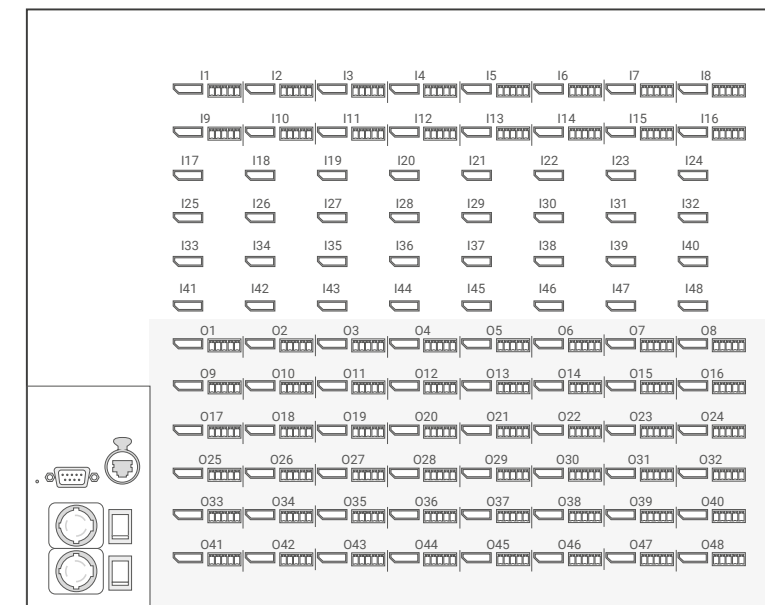 I1 I2 I3 I4 I5 I6 I7 I8
I9 I10 I11 I12 I13 I14 I15 I16
I17 I18 I19 I20 I21 I22 I23 I24
I25 I26 I27 I28 I29 I30 I31 I32
I33 I34 I35 I36 I37 I38 I39 I40
I41 I42 I43 I44 I45 I46 I47 I48
O1 O2 O3 O4 O5 O6 O7 O8
O9 O10 O11 O12 O13 O14 O15 O16
O17 O18 O19 O20 O21 O22 O23 O24
O25 O26 O27 O28 O29 O30 O31 O32
O33 O34 O35 O36 O37 O38 O39 O40
O41 O42 O43 O44 O45 O46 O47 O48